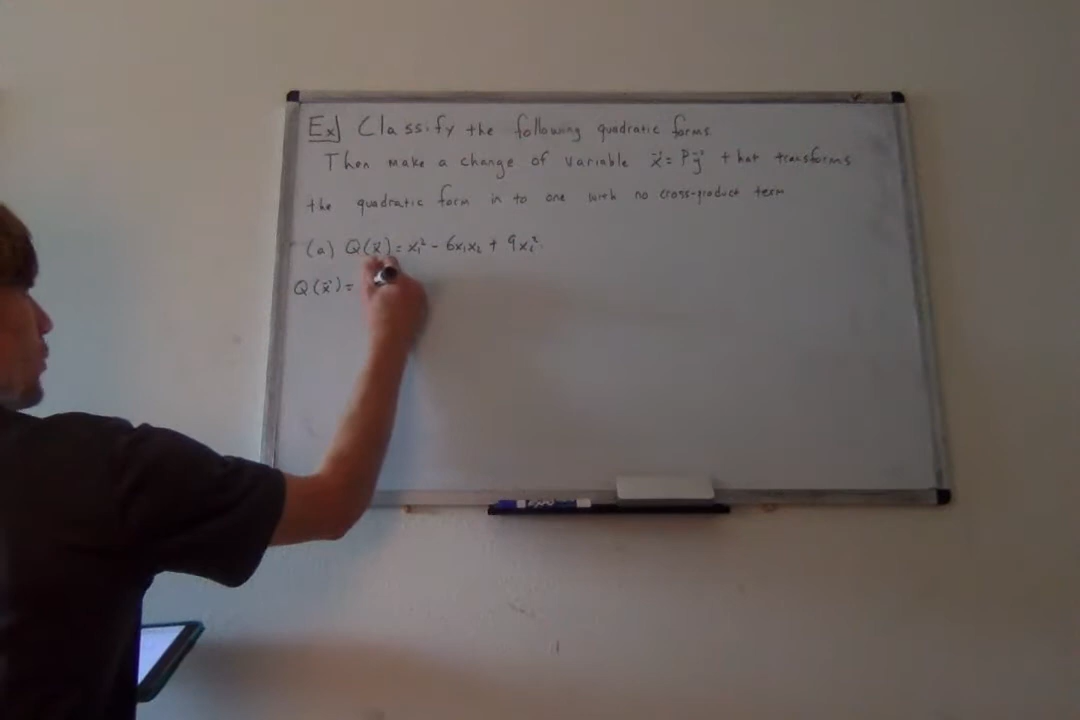 Ex] Classify the following quadratic forms.
Then make a change of variable x⃗ = Py⃗ that transforms
the quadratic form in to one with no cross-product term
(a) Q(x⃗) = x₁² - 6x₁x₂ + 9x₂².
Q(x⃗) =
EXPO